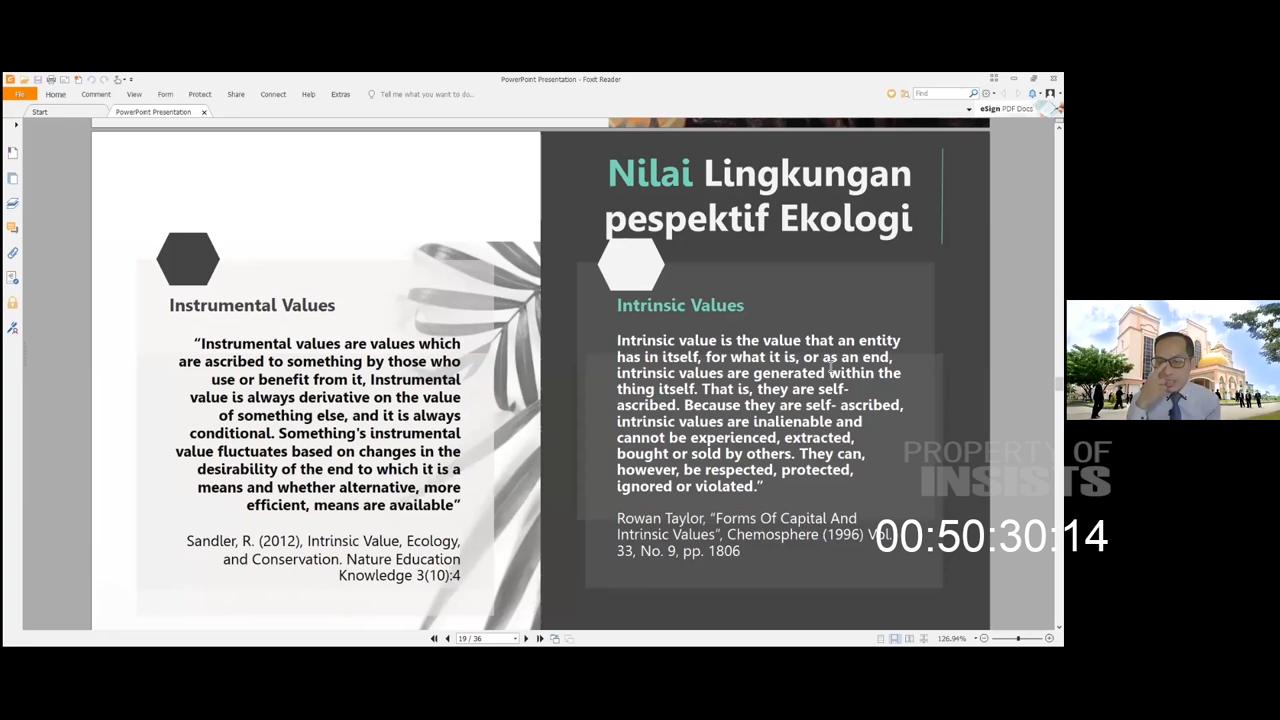 PowerPoint Presentation - Foxit Reader
File Home Comment View Form Protect Share Connect Help Extras Tell me what you want to do... Find
Start PowerPoint Presentation eSign PDF Docs
Nilai Lingkungan
pespektif Ekologi
Instrumental Values
“Instrumental values are values which
are ascribed to something by those who
use or benefit from it, Instrumental
value is always derivative on the value
of something else, and it is always
conditional. Something's instrumental
value fluctuates based on changes in the
desirability of the end to which it is a
means and whether alternative, more
efficient, means are available”
Sandler, R. (2012), Intrinsic Value, Ecology,
and Conservation. Nature Education
Knowledge 3(10):4
Intrinsic Values
Intrinsic value is the value that an entity
has in itself, for what it is, or as an end,
intrinsic values are generated within the
thing itself. That is, they are self-
ascribed. Because they are self- ascribed,
intrinsic values are inalienable and
cannot be experienced, extracted,
bought or sold by others. They can,
however, be respected, protected,
ignored or violated.”
Rowan Taylor, “Forms Of Capital And
Intrinsic Values”, Chemosphere (1996) Vol.
33, No. 9, pp. 1806
PROPERTY OF
INSISTS
00:50:30:14
19 / 36
126.94%